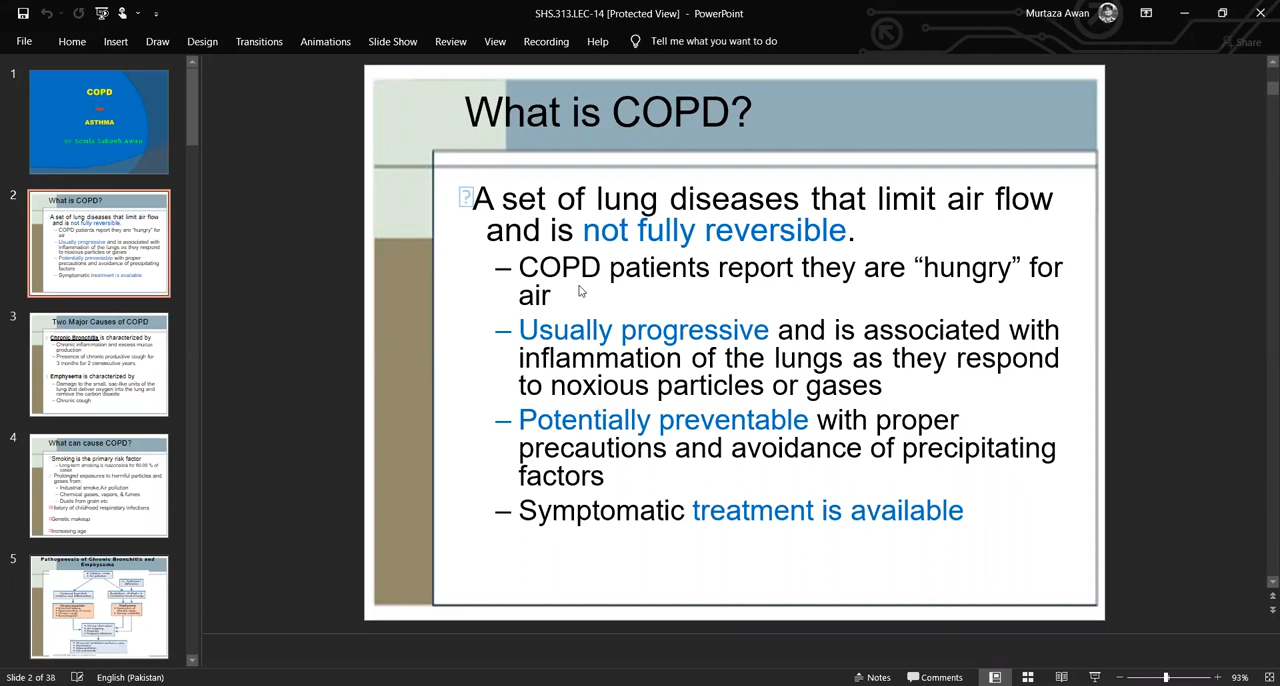 SHS.313.LEC-14 [Protected View] - PowerPoint
Murtaza Awan
File Home Insert Draw Design Transitions Animations Slide Show Review View Recording Help Tell me what you want to do
Share
1
COPD
ASTHMA
2
What is COPD?
A set of lung diseases that limit air flow
and is not fully reversible.
– COPD patients report they are "hungry" for
air
– Usually progressive and is associated with
inflammation of the lungs as they respond
to noxious particles or gases
– Potentially preventable with proper
precautions and avoidance of precipitating
factors
– Symptomatic treatment is available
3
Two Major Causes of COPD
Chronic Bronchitis is characterized by
– Chronic inflammation and excess mucus
production
– Presence of chronic productive cough for
3 months for 2 consecutive years.
Emphysema is characterized by
– Damage to the small, sac-like units of the
lung that deliver oxygen into the lung and
remove the carbon dioxide
– Chronic cough
4
What can cause COPD?
Smoking is the primary risk factor
– Long-term smoking is responsible for
Prolonged exposure to harmful particles and
gases from:
– Industrial smoke, Air pollution
– Chemical gases, vapors, & fumes
– Dusts from grain etc
History of childhood respiratory infections
Genetic makeup
Increasing age
5
Pathogenesis of Chronic Bronchitis and
Emphysema
What is COPD?
A set of lung diseases that limit air flow
and is not fully reversible.
– COPD patients report they are “hungry” for
air
– Usually progressive and is associated with
inflammation of the lungs as they respond
to noxious particles or gases
– Potentially preventable with proper
precautions and avoidance of precipitating
factors
– Symptomatic treatment is available
Slide 2 of 38 English (Pakistan) Notes Comments 93%